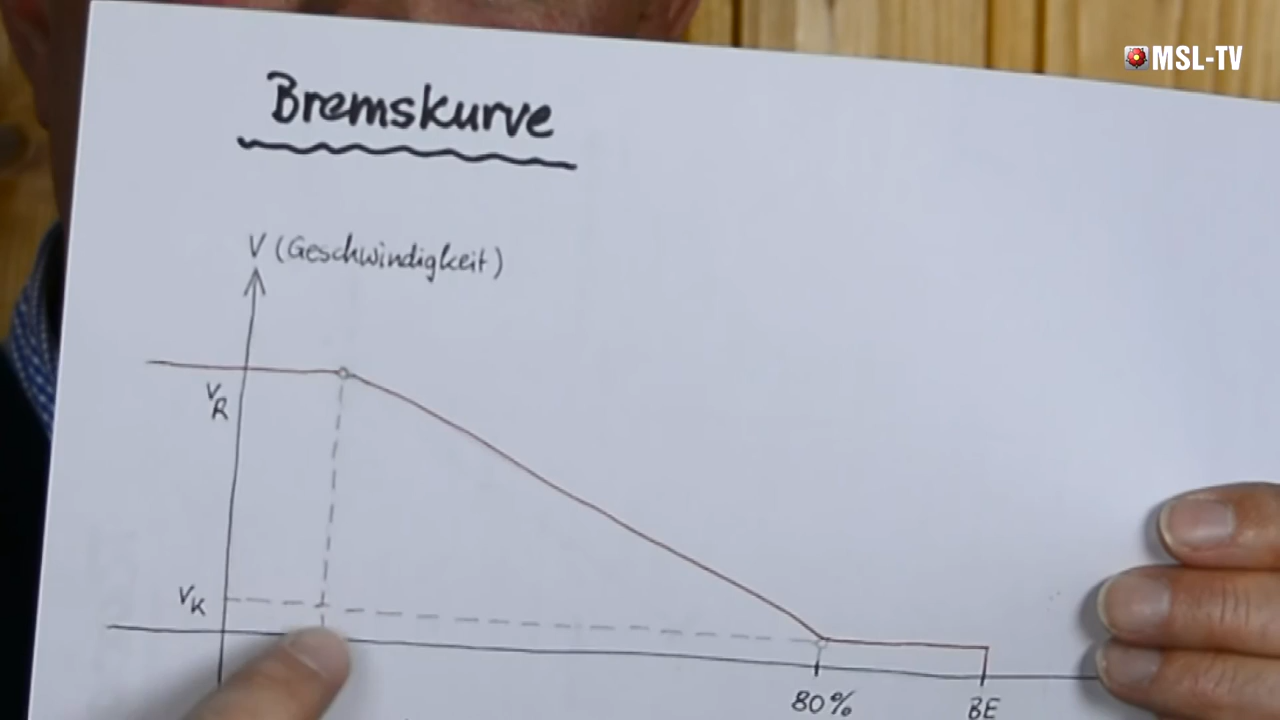 MSL-TV
Bremskurve
V (Geschwindigkeit)
VR
VK
80%
BE